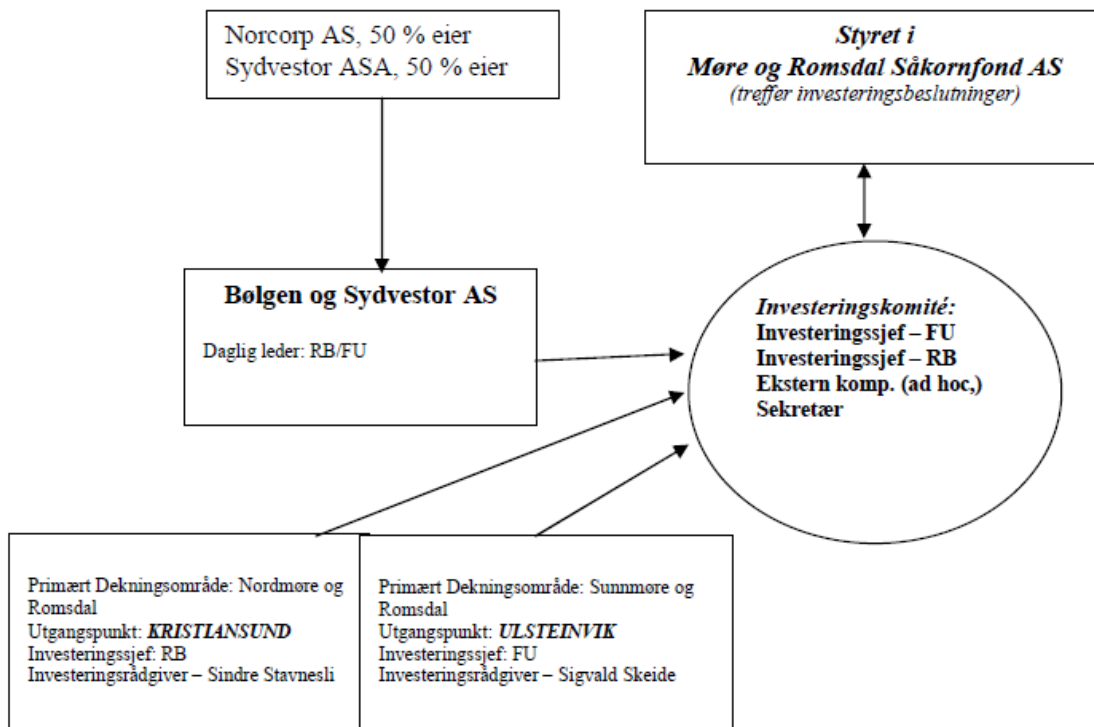 Norcorp AS, 50 % eier
Sydvestor ASA, 50 % eier
Styret i
Møre og Romsdal Såkornfond AS
(treffer investeringsbeslutninger)
Bølgen og Sydvestor AS
Daglig leder: RB/FU
Investeringskomité:
Investeringssjef – FU
Investeringssjef – RB
Ekstern komp. (ad hoc,)
Sekretær
Primært Dekningsområde: Nordmøre og
Romsdal
Utgangspunkt: KRISTIANSUND
Investeringssjef: RB
Investeringsrådgiver – Sindre Stavnesli
Primært Dekningsområde: Sunnmøre og
Romsdal
Utgangspunkt: ULSTEINVIK
Investeringssjef: FU
Investeringsrådgiver – Sigvald Skeide